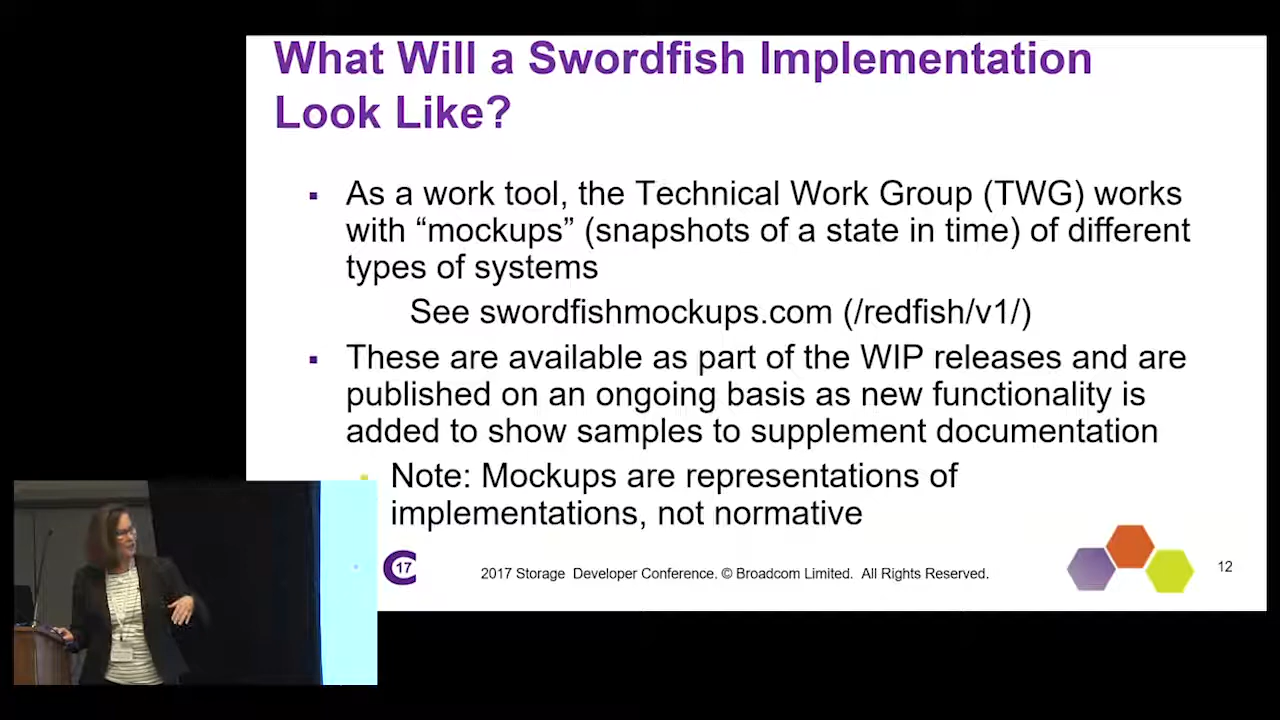 What Will a Swordfish Implementation
Look Like?
▪ As a work tool, the Technical Work Group (TWG) works
with “mockups” (snapshots of a state in time) of different
types of systems
See swordfishmockups.com (/redfish/v1/)
▪ These are available as part of the WIP releases and are
published on an ongoing basis as new functionality is
added to show samples to supplement documentation
Note: Mockups are representations of
implementations, not normative
17
2017 Storage Developer Conference. © Broadcom Limited. All Rights Reserved.
12